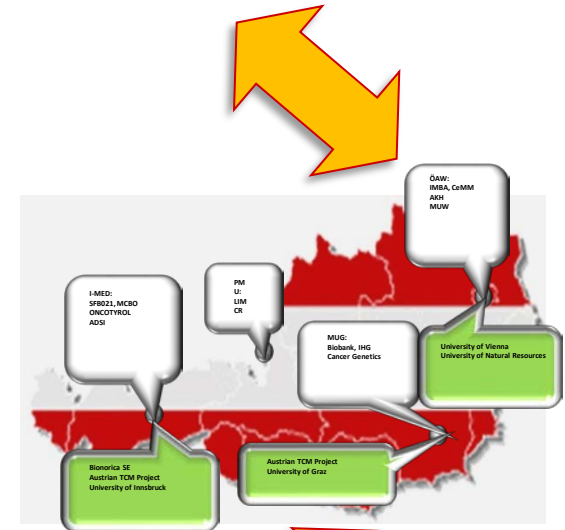 ÖAW:
IMBA, CeMM
AKH
MUW
I-MED:
SFB021, MCBO
ONCOTYROL
ADSI
PM
U:
LIM
CR
MUG:
Biobank, IHG
Cancer Genetics
University of Vienna
University of Natural Resources
Bionorica SE
Austrian TCM Project
University of Innsbruck
Austrian TCM Project
University of Graz